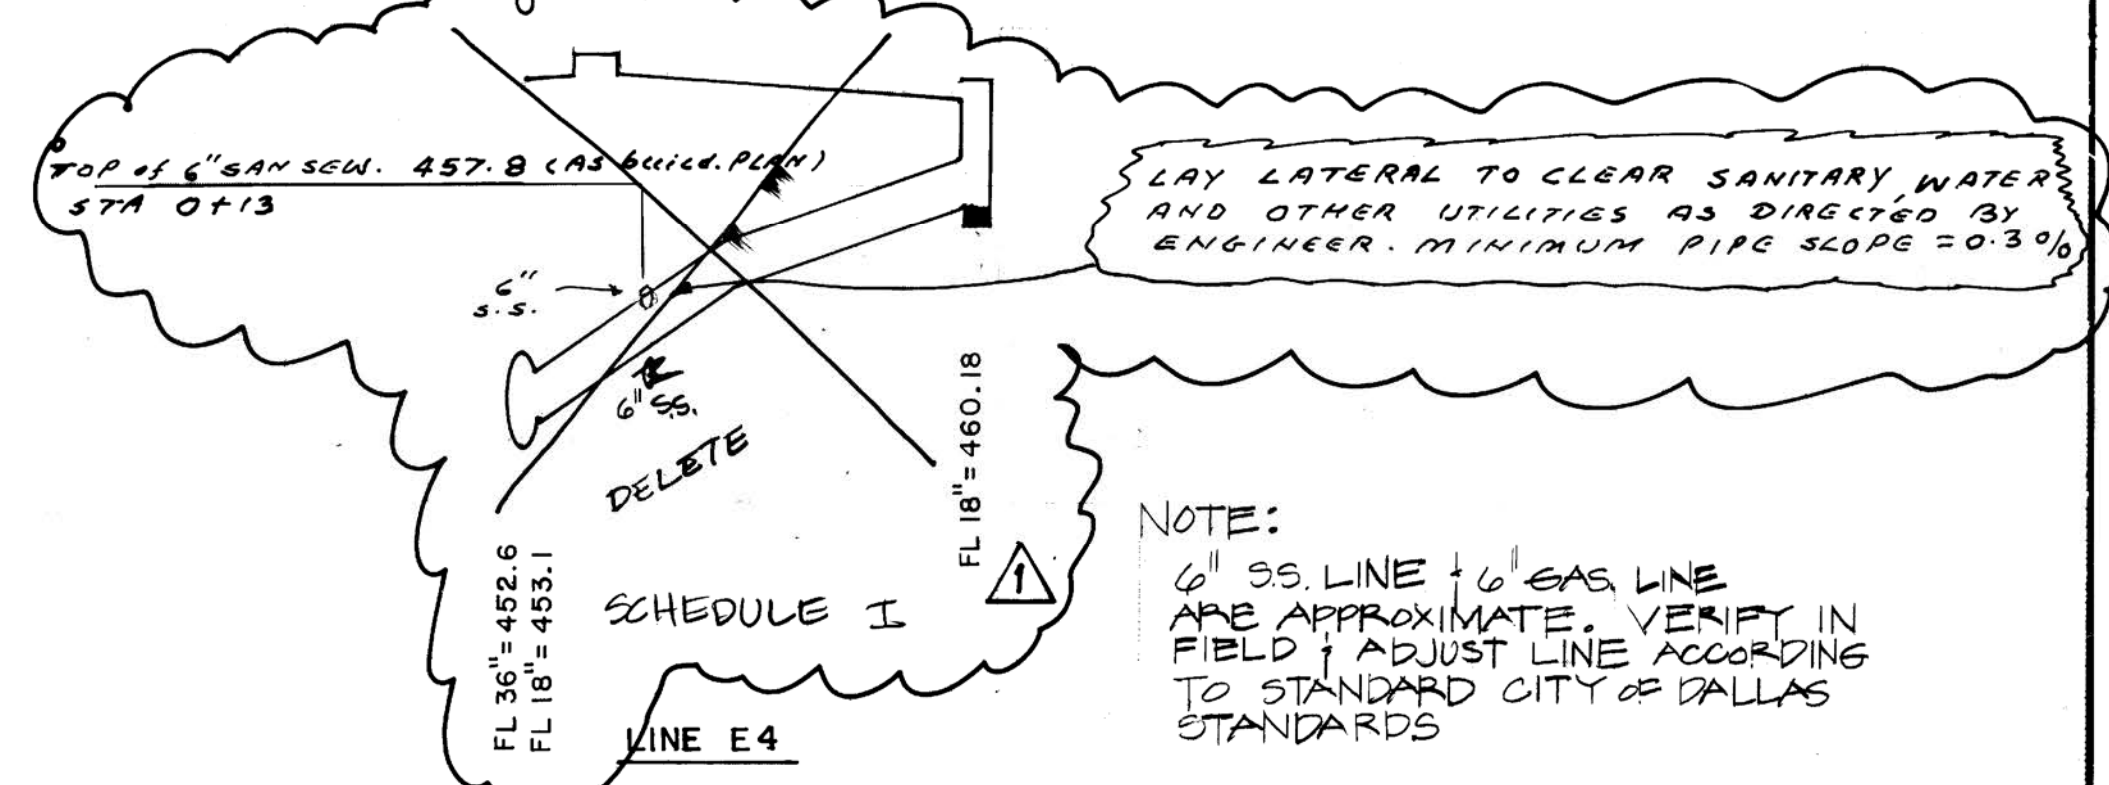 TOP of 6" SAN SEW. 457.8 (AS build. PLAN)
STA 0+13
LAY LATERAL TO CLEAR SANITARY, WATER
AND OTHER UTILITIES AS DIRECTED BY
ENGINEER. MINIMUM PIPE SLOPE = 0.3%
6"
S.S.
6" S.S.
DELETE
FL 36" = 452.6
FL 18" = 453.1
FL 18" = 460.18
1
SCHEDULE I
LINE E4
NOTE:
6" S.S. LINE & 6" GAS LINE
ARE APPROXIMATE. VERIFY IN
FIELD & ADJUST LINE ACCORDING
TO STANDARD CITY OF DALLAS
STANDARDS